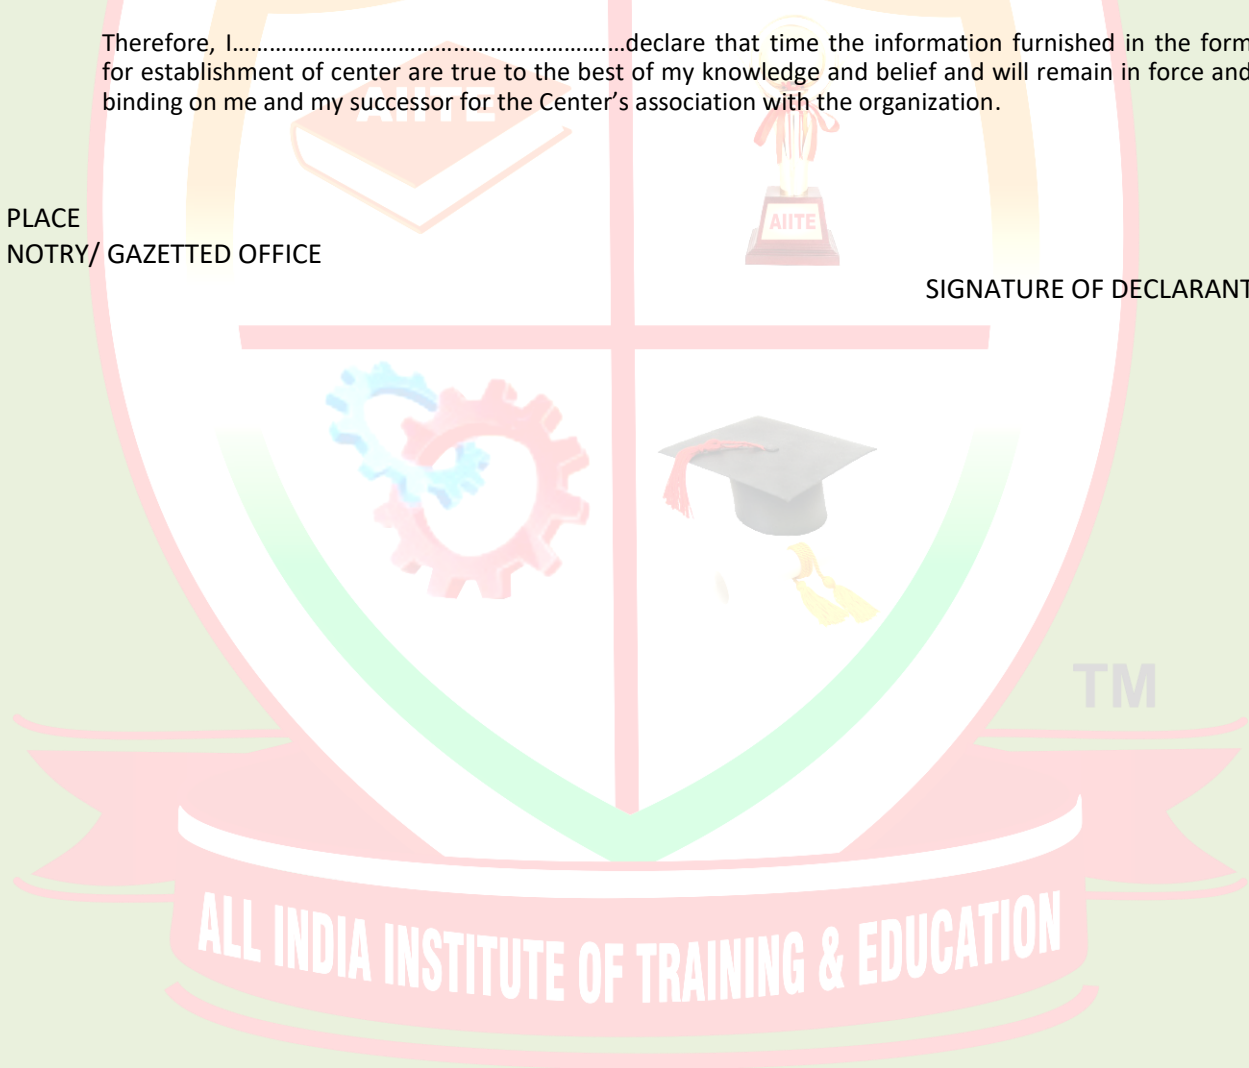 Therefore, I……………………………………………….…declare that time the information furnished in the form
for establishment of center are true to the best of my knowledge and belief and will remain in force and
binding on me and my successor for the Center’s association with the organization.
AIITE
AIITE
PLACE
NOTRY/ GAZETTED OFFICE
SIGNATURE OF DECLARANT
TM
ALL INDIA INSTITUTE OF TRAINING & EDUCATION